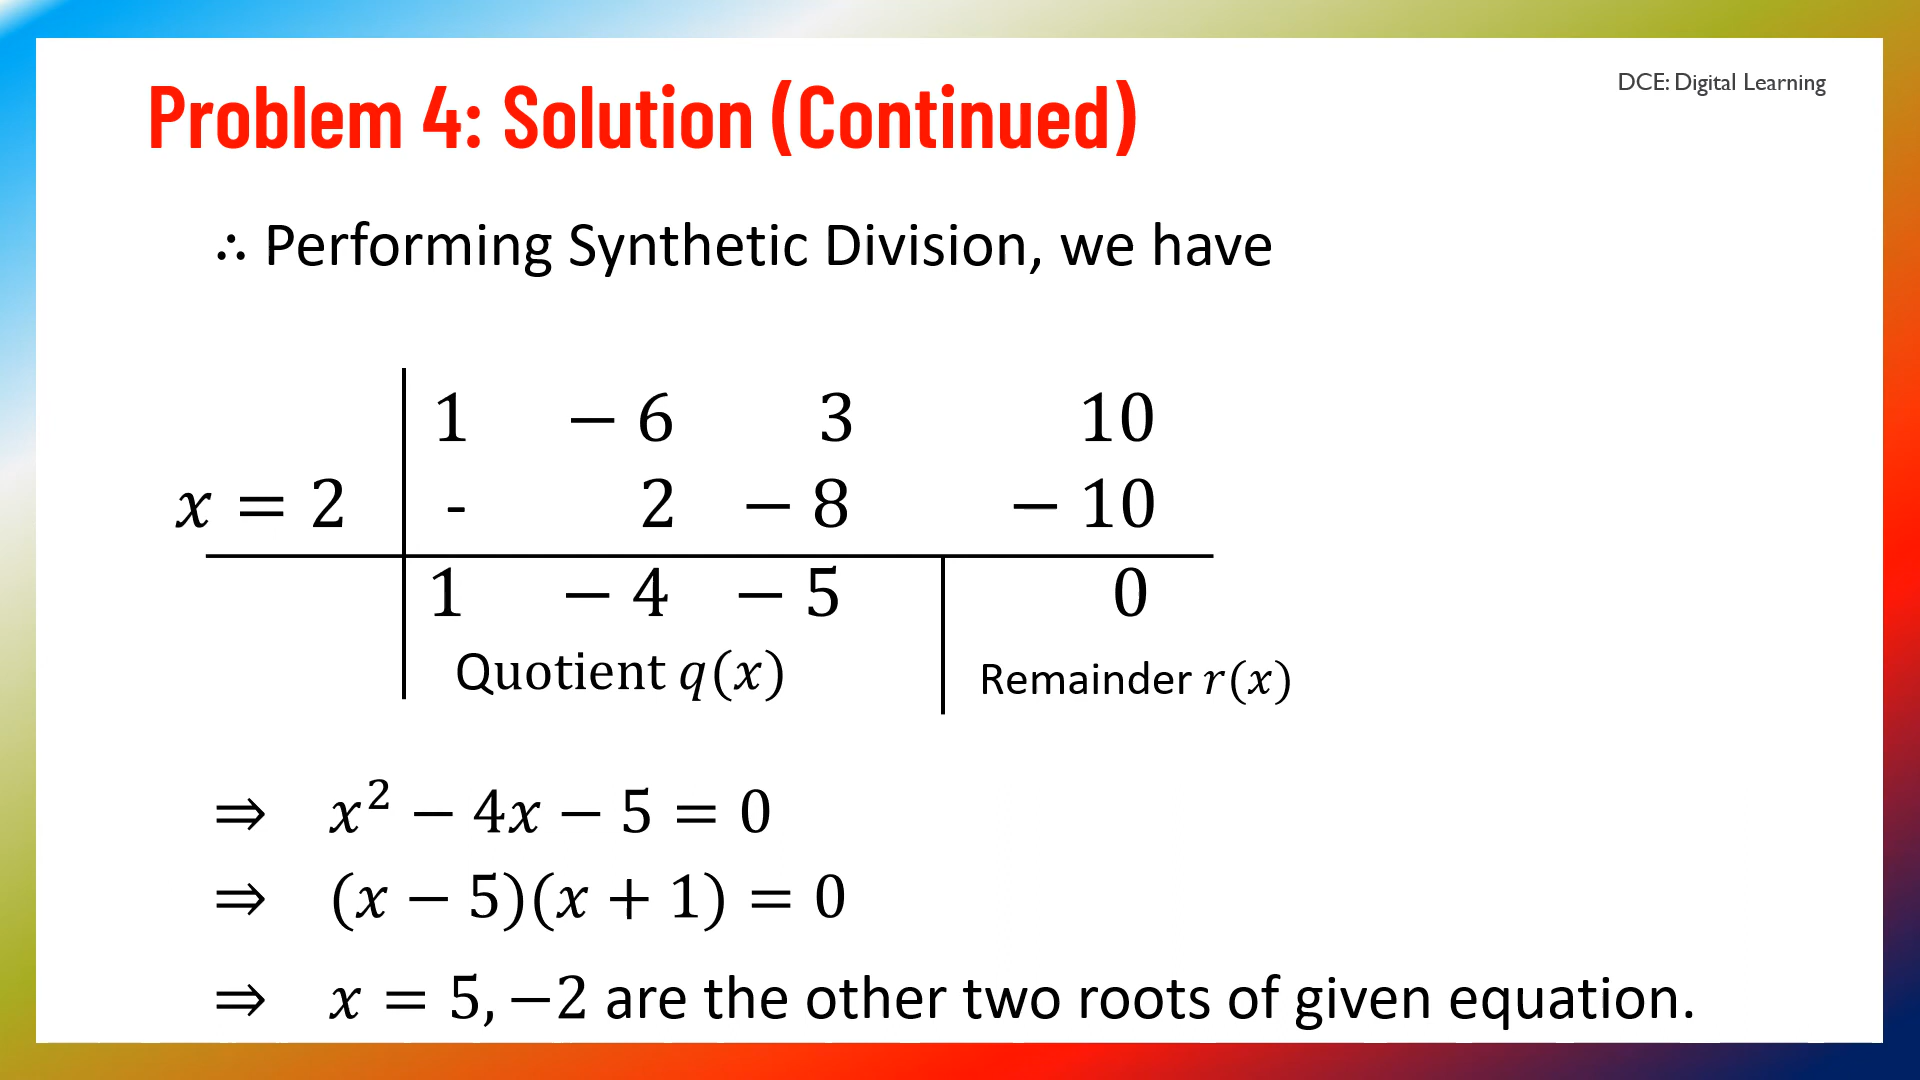 DCE: Digital Learning
Problem 4: Solution (Continued)
∴ Performing Synthetic Division, we have
1 − 6 3 10
x = 2 - 2 − 8 − 10
1 − 4 − 5 0
Quotient q(x) Remainder r(x)
⇒ x² − 4x − 5 = 0
⇒ (x − 5)(x + 1) = 0
⇒ x = 5, −2 are the other two roots of given equation.